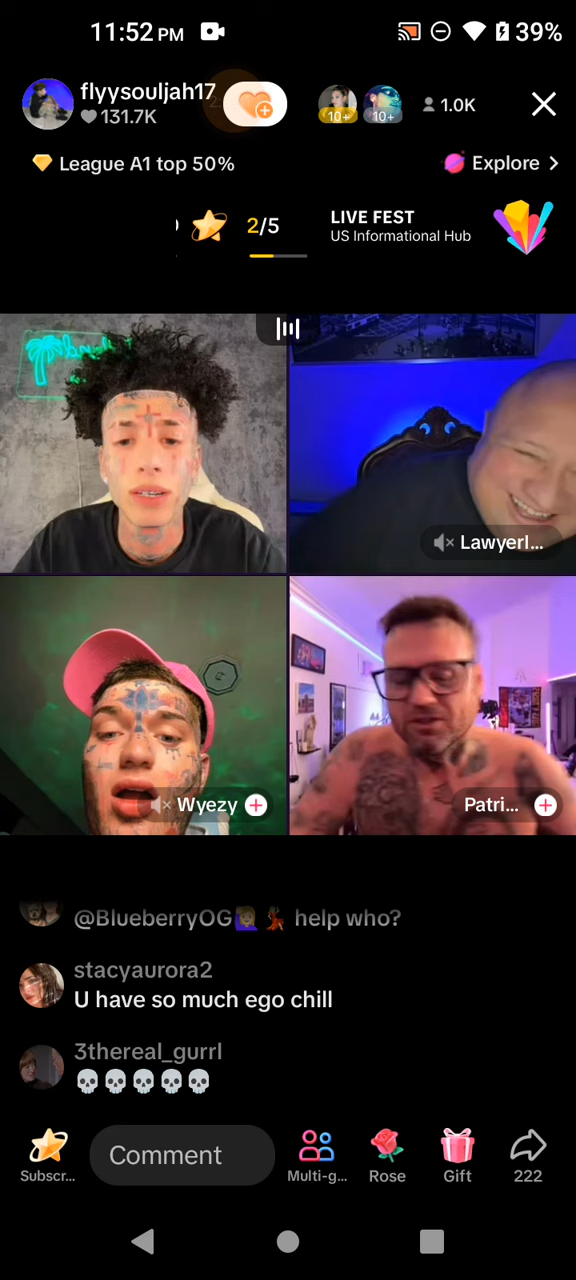 11:52 PM
39%
flyysouljah17
131.7K
10+
10+
1.0K
League A1 top 50%
Explore >
2/5
LIVE FEST
US Informational Hub
Lawyerl...
Wyezy
Patri...
@BlueberryOG🙋‍♀️💃 help who?
stacyaurora2
U have so much ego chill
3thereal_gurrl
💀💀💀💀💀
Subscr...
Comment
Multi-g...
Rose
Gift
222